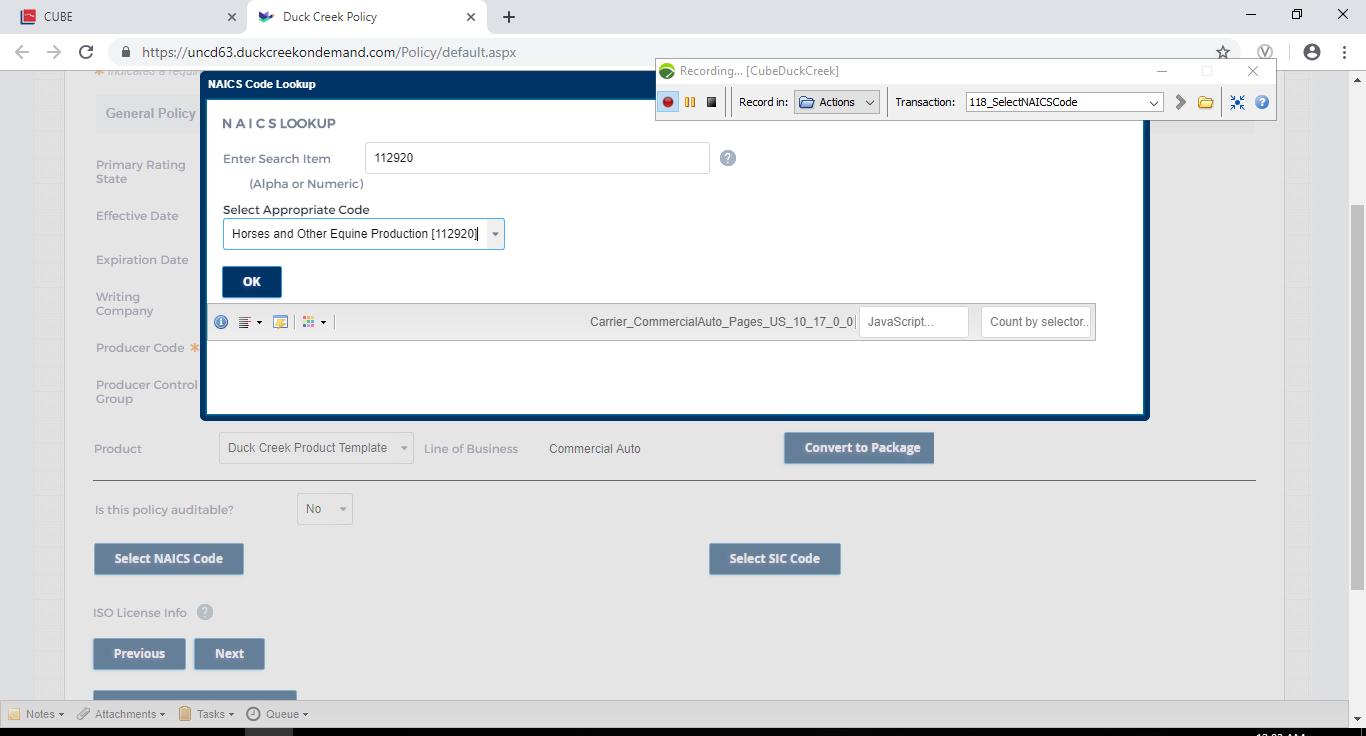 CUBE
Duck Creek Policy
https://uncd63.duckcreekondemand.com/Policy/default.aspx
* Indicates a
Recording... [CubeDuckCreek]
Record in: Actions Transaction: 118_SelectNAICSCode
NAICS Code Lookup
General Policy
N A I C S LOOKUP
Enter Search Item 112920
(Alpha or Numeric)
Select Appropriate Code
Horses and Other Equine Production [112920]
OK
Carrier_CommercialAuto_Pages_US_10_17_0_0 JavaScript... Count by selector..
Primary Rating
State
Effective Date
Expiration Date
Writing
Company
Producer Code *
Producer Control
Group
Product Duck Creek Product Template Line of Business Commercial Auto Convert to Package
Is this policy auditable? No
Select NAICS Code Select SIC Code
ISO License Info
Previous Next
Notes Attachments Tasks Queue